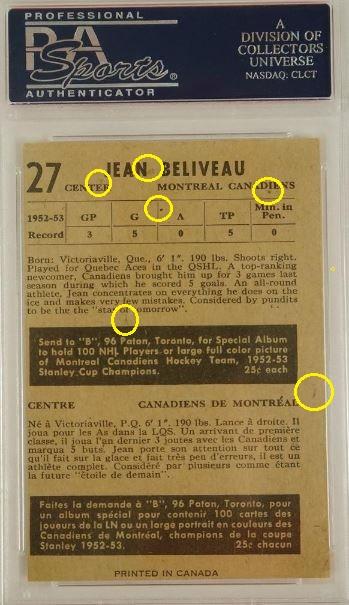 PROFESSIONAL
PSA
Sports
AUTHENTICATOR
A
DIVISION OF
COLLECTORS
UNIVERSE
NASDAQ: CLCT
27 JEAN BELIVEAU
CENTER MONTREAL CANADIENS
1952-53 GP G A TP Min. in Pen.
Record 3 5 0 5 0
Born: Victoriaville, Que., 6' 1". 190 lbs. Shoots right.
Played for Quebec Aces in the QSHL. A top-ranking
newcomer, Canadiens brought him up for 3 games last
season during which he scored 5 goals. An all-round
athlete, Jean concentrates on everything he does on the
ice and makes very few mistakes. Considered by pundits
to be the the "star of tomorrow".
Send to "B", 96 Paton, Toronto, for Special Album
to hold 100 NHL Players or large full color picture
of Montreal Canadiens Hockey Team, 1952-53
Stanley Cup Champions. 25¢ each
CENTRE CANADIENS DE MONTRÉAL
Né à Victoriaville, P.Q. 6' 1". 190 lbs. Lance à droite. Il
joua pour les As dans la LQS. Un arrivant de première
classe, il joua l'an dernier 3 joutes avec les Canadiens et
marqua 5 buts. Jean porte son attention sur tout ce
qu'il fait sur la glace et fait très peu d'erreurs, il est un
athlète complet. Considéré par plusieurs comme étant
la future "étoile de demain".
Faites la demande à "B", 96 Paton, Toronto, pour
un album spécial pour contenir 100 cartes des
joueurs de la LN ou un large portrait en couleurs des
Canadiens de Montréal, champions de la coupe
Stanley 1952-53. 25¢ chacun
PRINTED IN CANADA